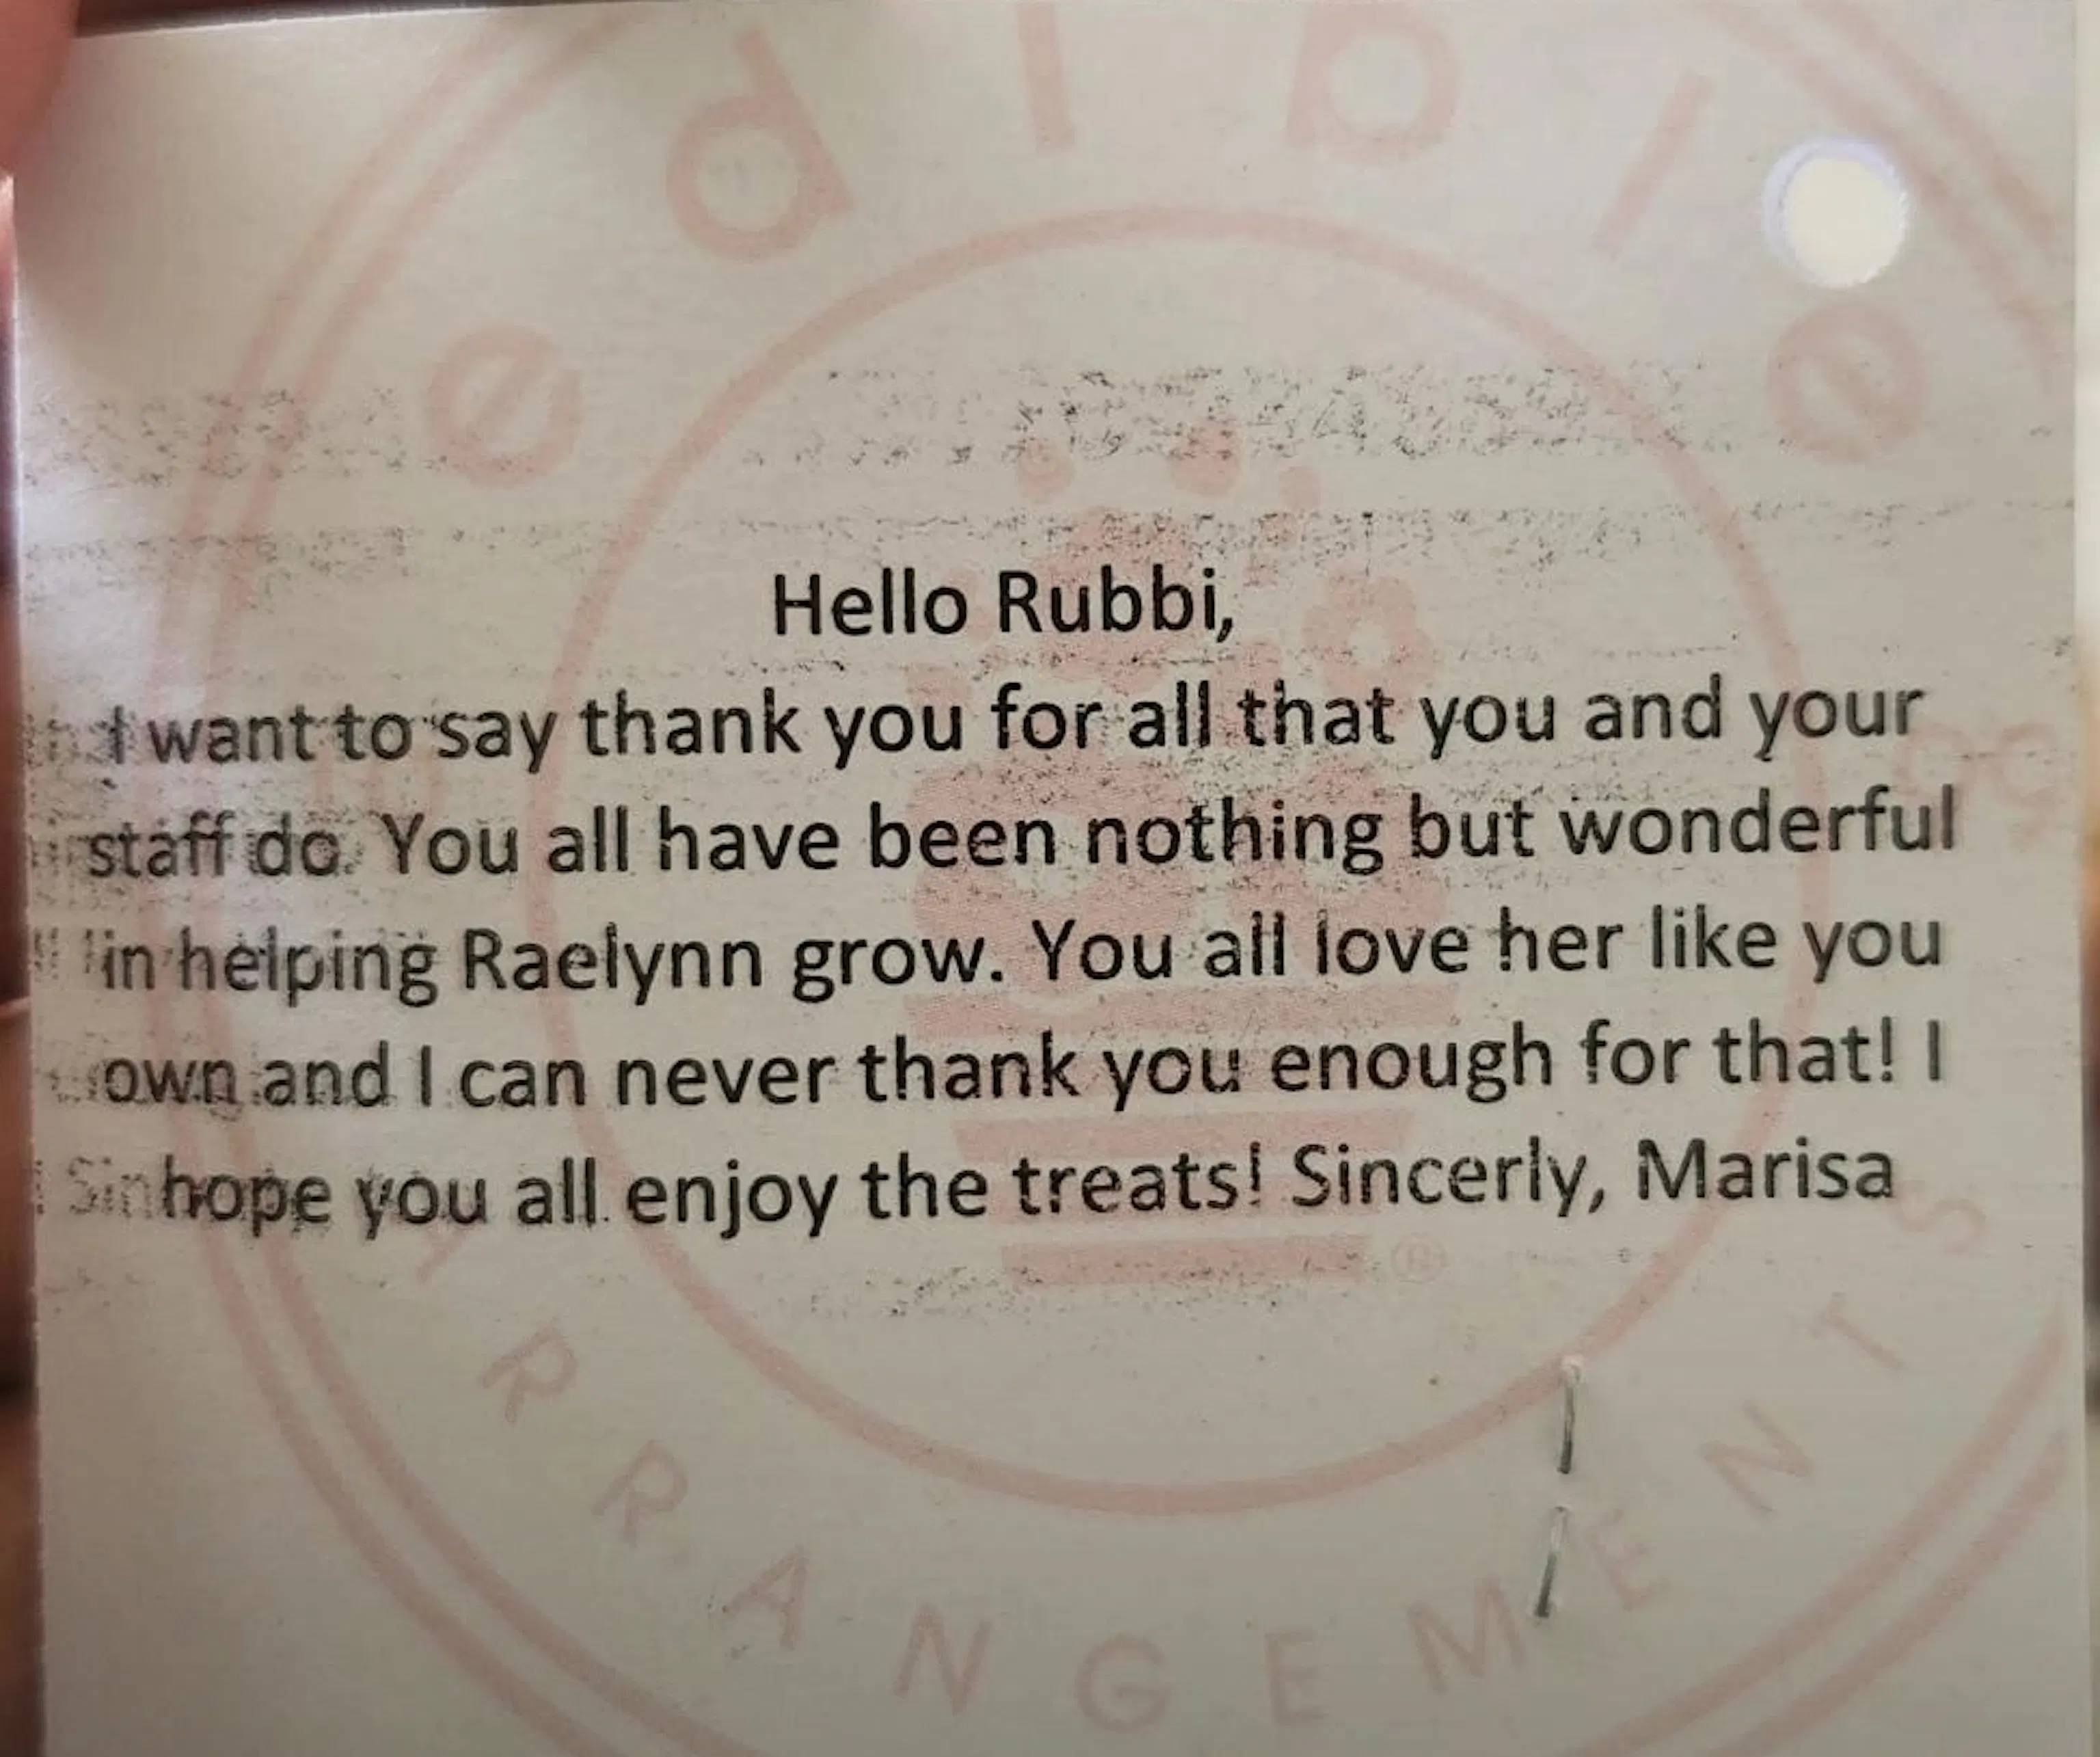 edible
Hello Rubbi,
I want to say thank you for all that you and your
staff do. You all have been nothing but wonderful
in helping Raelynn grow. You all love her like you
own and I can never thank you enough for that! I
hope you all enjoy the treats! Sincerly, Marisa
®
ARRANGEMENTS